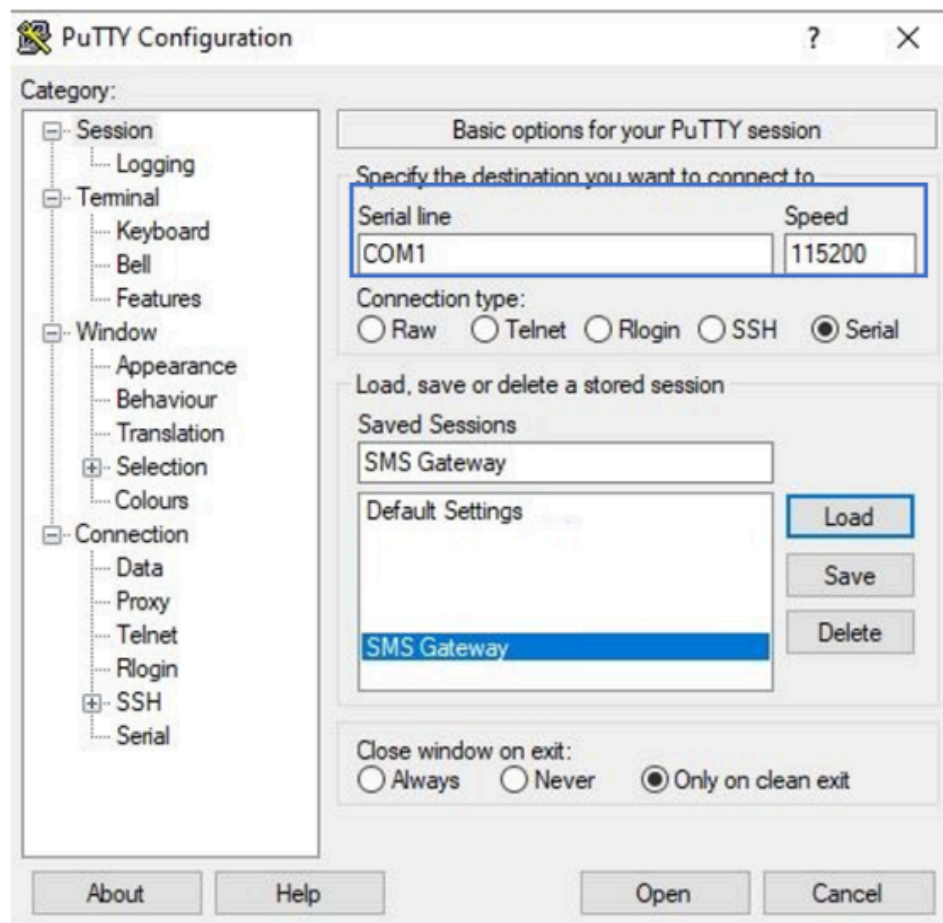 PuTTY Configuration
?
Category:
Session
Logging
Terminal
Keyboard
Bell
Features
Window
Appearance
Behaviour
Translation
Selection
Colours
Connection
Data
Proxy
Telnet
Rlogin
SSH
Serial
Basic options for your PuTTY session
Specify the destination you want to connect to
Serial line Speed
COM1 115200
Connection type:
Raw Telnet Rlogin SSH Serial
Load, save or delete a stored session
Saved Sessions
SMS Gateway
Default Settings
SMS Gateway
Load
Save
Delete
Close window on exit:
Always Never Only on clean exit
About Help Open Cancel